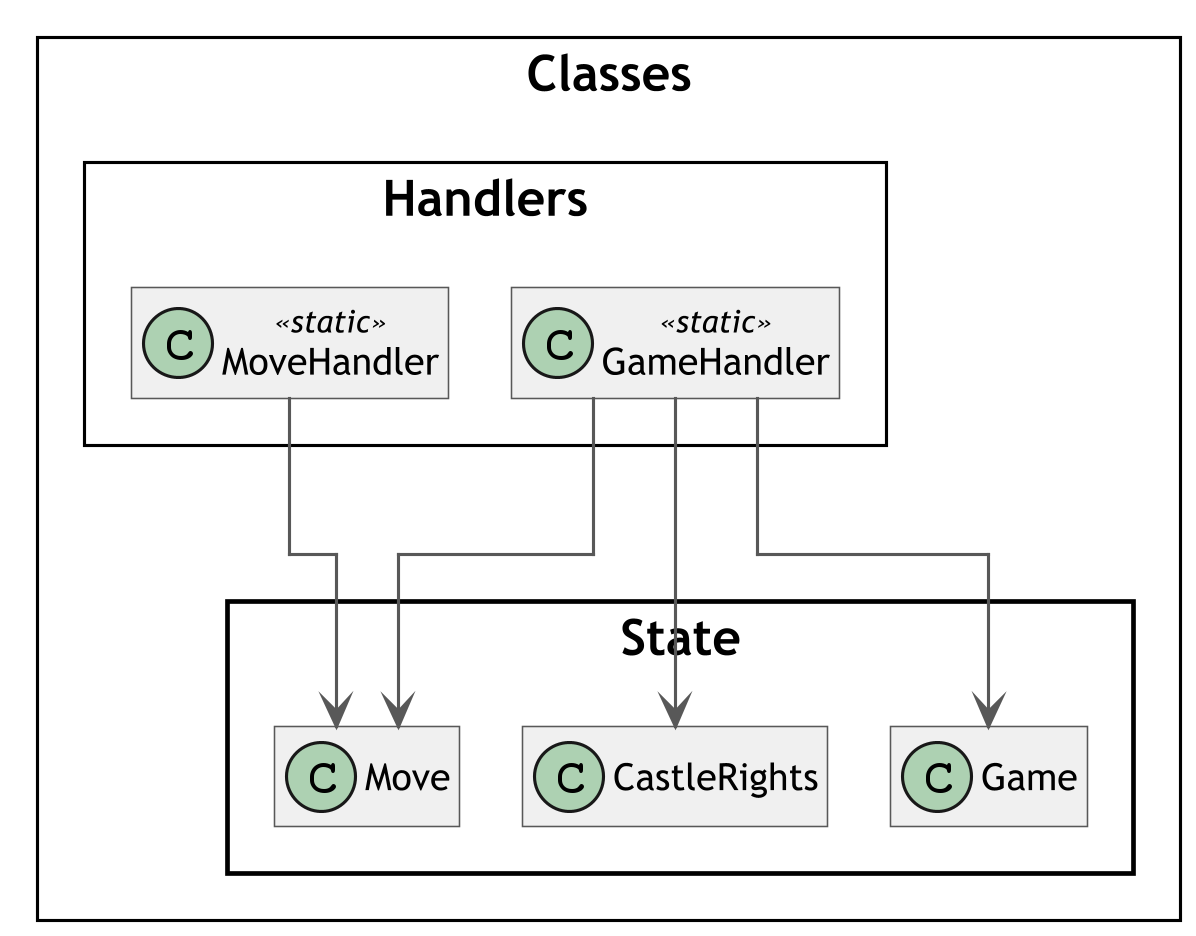 Classes
Handlers
C
«static»
MoveHandler
C
«static»
GameHandler
State
C Move
C CastleRights
C Game